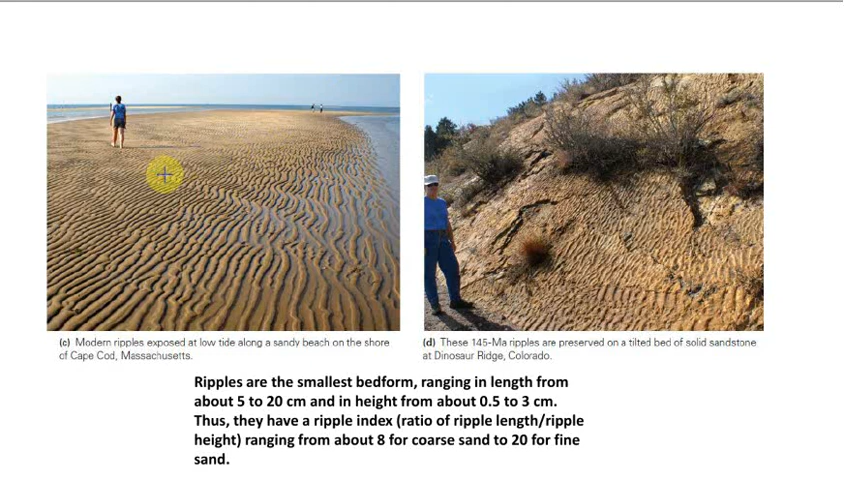 (c) Modern ripples exposed at low tide along a sandy beach on the shore
of Cape Cod, Massachusetts.
(d) These 145-Ma ripples are preserved on a tilted bed of solid sandstone
at Dinosaur Ridge, Colorado.
Ripples are the smallest bedform, ranging in length from
about 5 to 20 cm and in height from about 0.5 to 3 cm.
Thus, they have a ripple index (ratio of ripple length/ripple
height) ranging from about 8 for coarse sand to 20 for fine
sand.